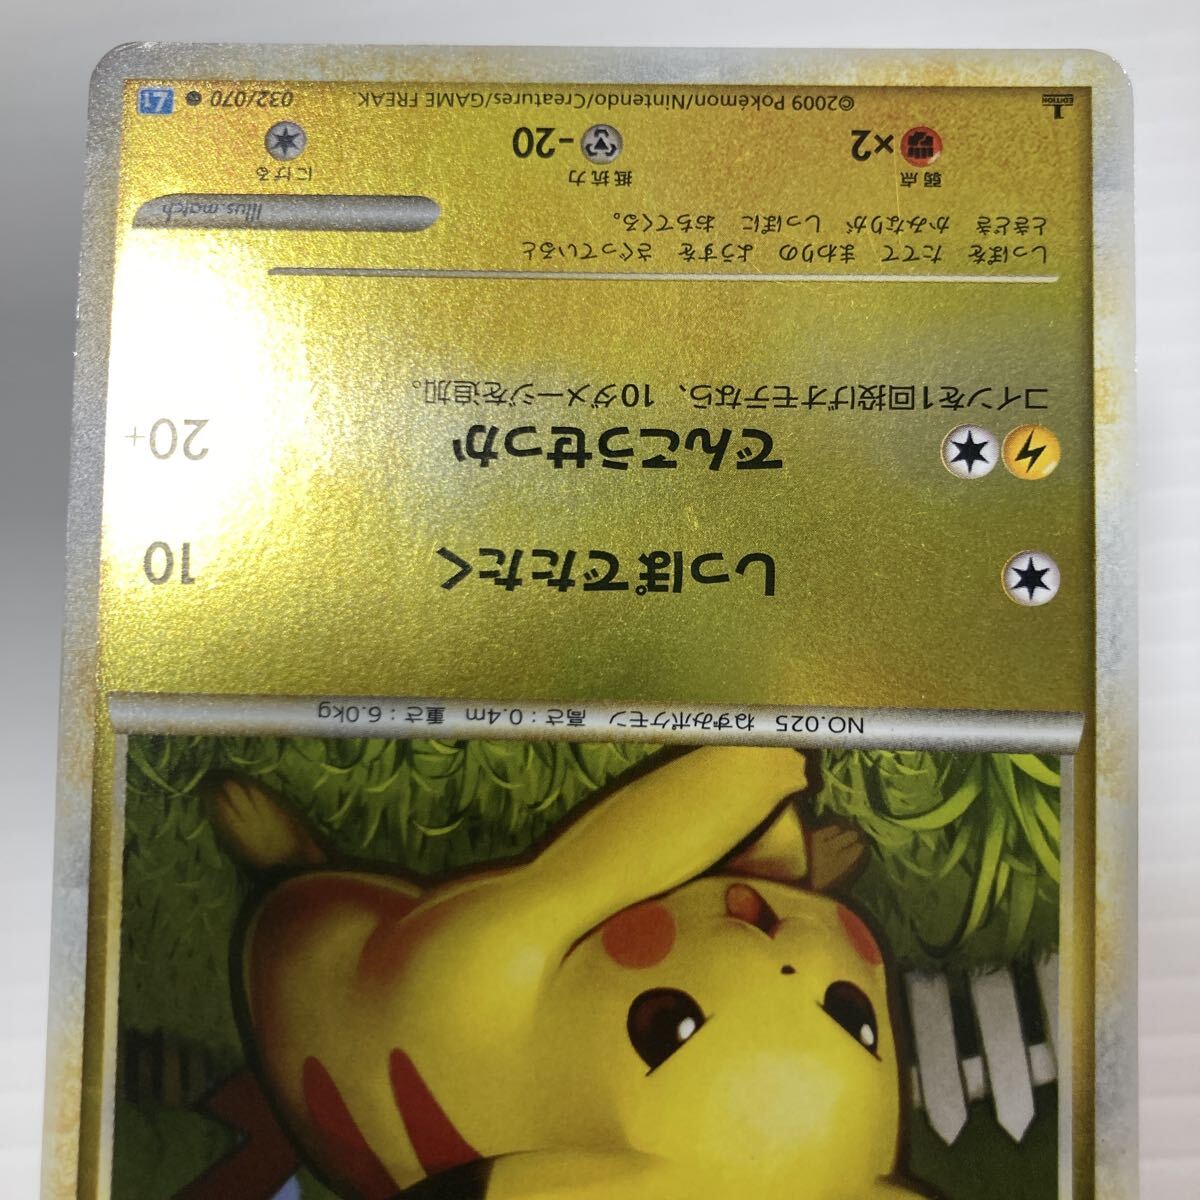 NO.025 ねずみポケモン 高さ:0.4m 重さ:6.0kg
しっぽでたたく 10
でんこうせっか 20+
コインを1回投げオモテなら、10ダメージを追加。
しっぽを たてて まわりの ようすを さぐっていると
ときどき かみなりが しっぽに おちてくる。
Illus. match
弱点 抵抗力 にげる
×2 −20
1 EDITION ©2009 Pokémon/Nintendo/Creatures/GAME FREAK. 032/070 ● L1